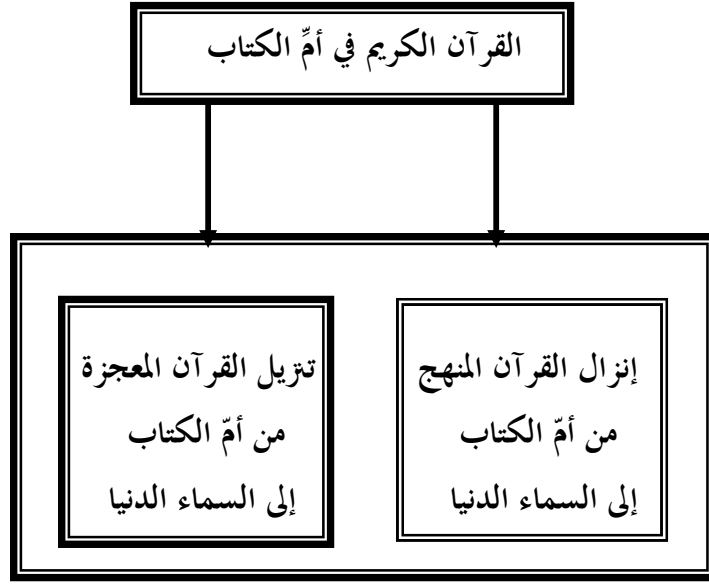 القرآن الكريم في أمِّ الكتاب
إنزال القرآن المنهج
من أمّ الكتاب
إلى السماء الدنيا
تنزيل القرآن المعجزة
من أمّ الكتاب
إلى السماء الدنيا